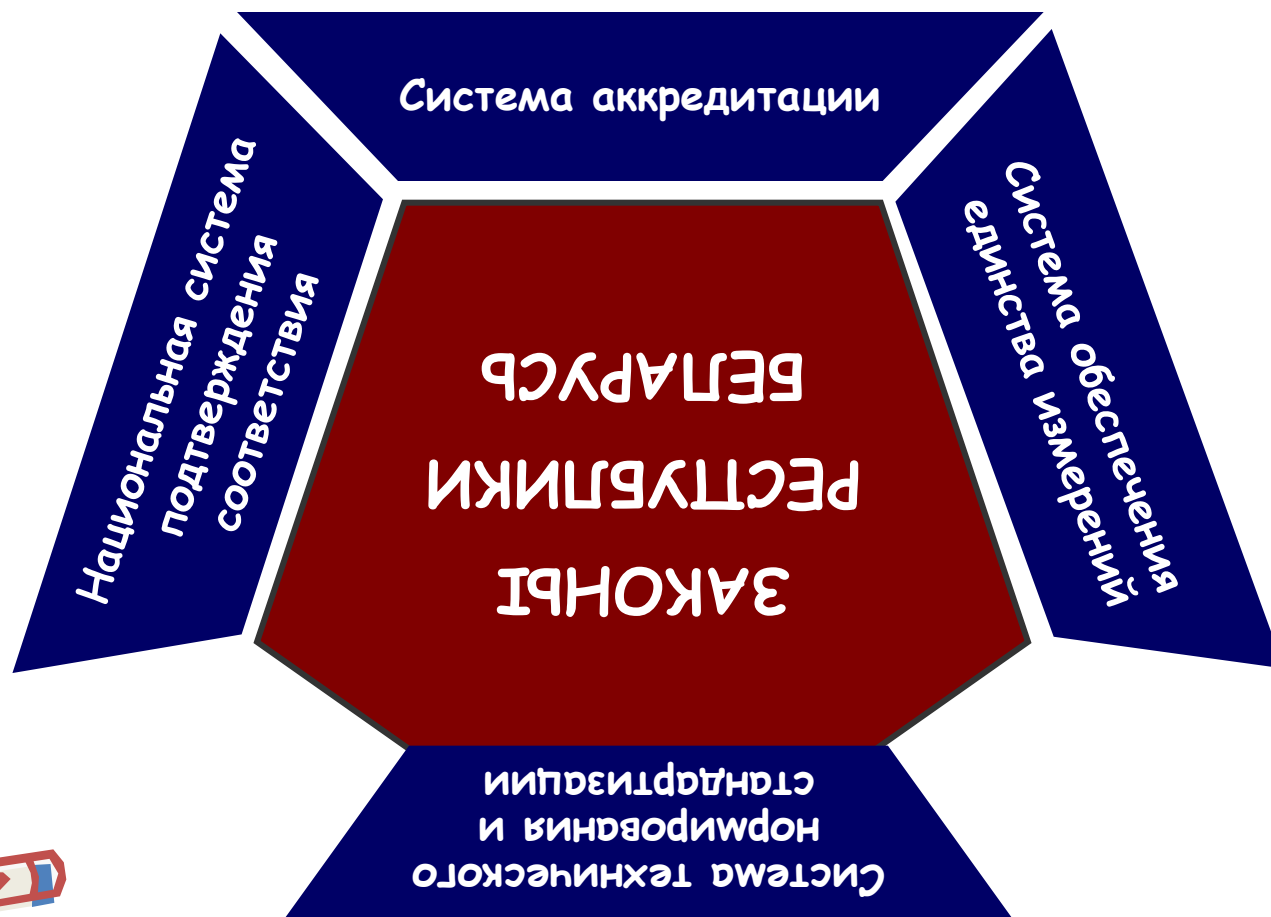 Система аккредитации
Национальная система
подтверждения
соответствия
Система обеспечения
единства измерений
ЗАКОНЫ
РЕСПУБЛИКИ
БЕЛАРУСЬ
Система технического
нормирования и
стандартизации